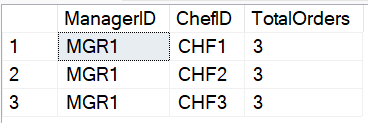 ManagerID ChefID TotalOrders
1 MGR1 CHF1 3
2 MGR1 CHF2 3
3 MGR1 CHF3 3